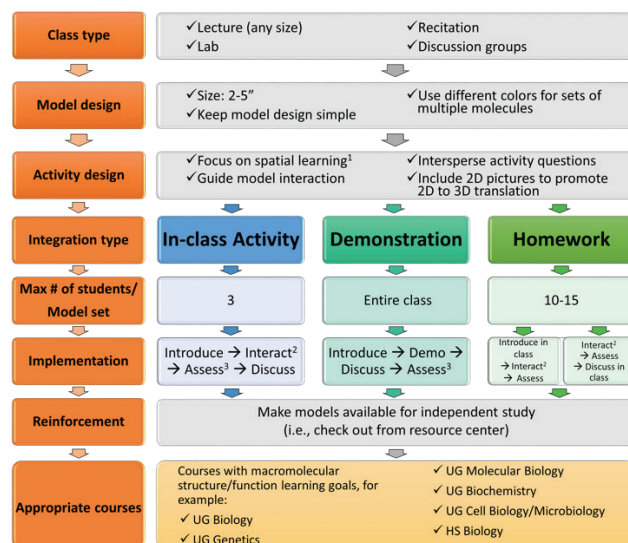 Class type
✓Lecture (any size)
✓Lab
✓Recitation
✓Discussion groups
Model design
✓Size: 2-5”
✓Keep model design simple
✓Use different colors for sets of
multiple molecules
Activity design
✓Focus on spatial learning¹
✓Guide model interaction
✓Intersperse activity questions
✓Include 2D pictures to promote
2D to 3D translation
Integration type
In-class Activity
Demonstration
Homework
Max # of students/
Model set
3
Entire class
10-15
Implementation
Introduce → Interact²
→ Assess³ → Discuss
Introduce → Demo →
Discuss → Assess³
Introduce in
class
→ Interact²
→ Assess
Interact²
→ Assess
→ Discuss in
class
Reinforcement
Make models available for independent study
(i.e., check out from resource center)
Appropriate courses
Courses with macromolecular
structure/function learning goals, for
example:
✓ UG Biology
✓ UG Genetics
✓ UG Molecular Biology
✓ UG Biochemistry
✓ UG Cell Biology/Microbiology
✓ HS Biology